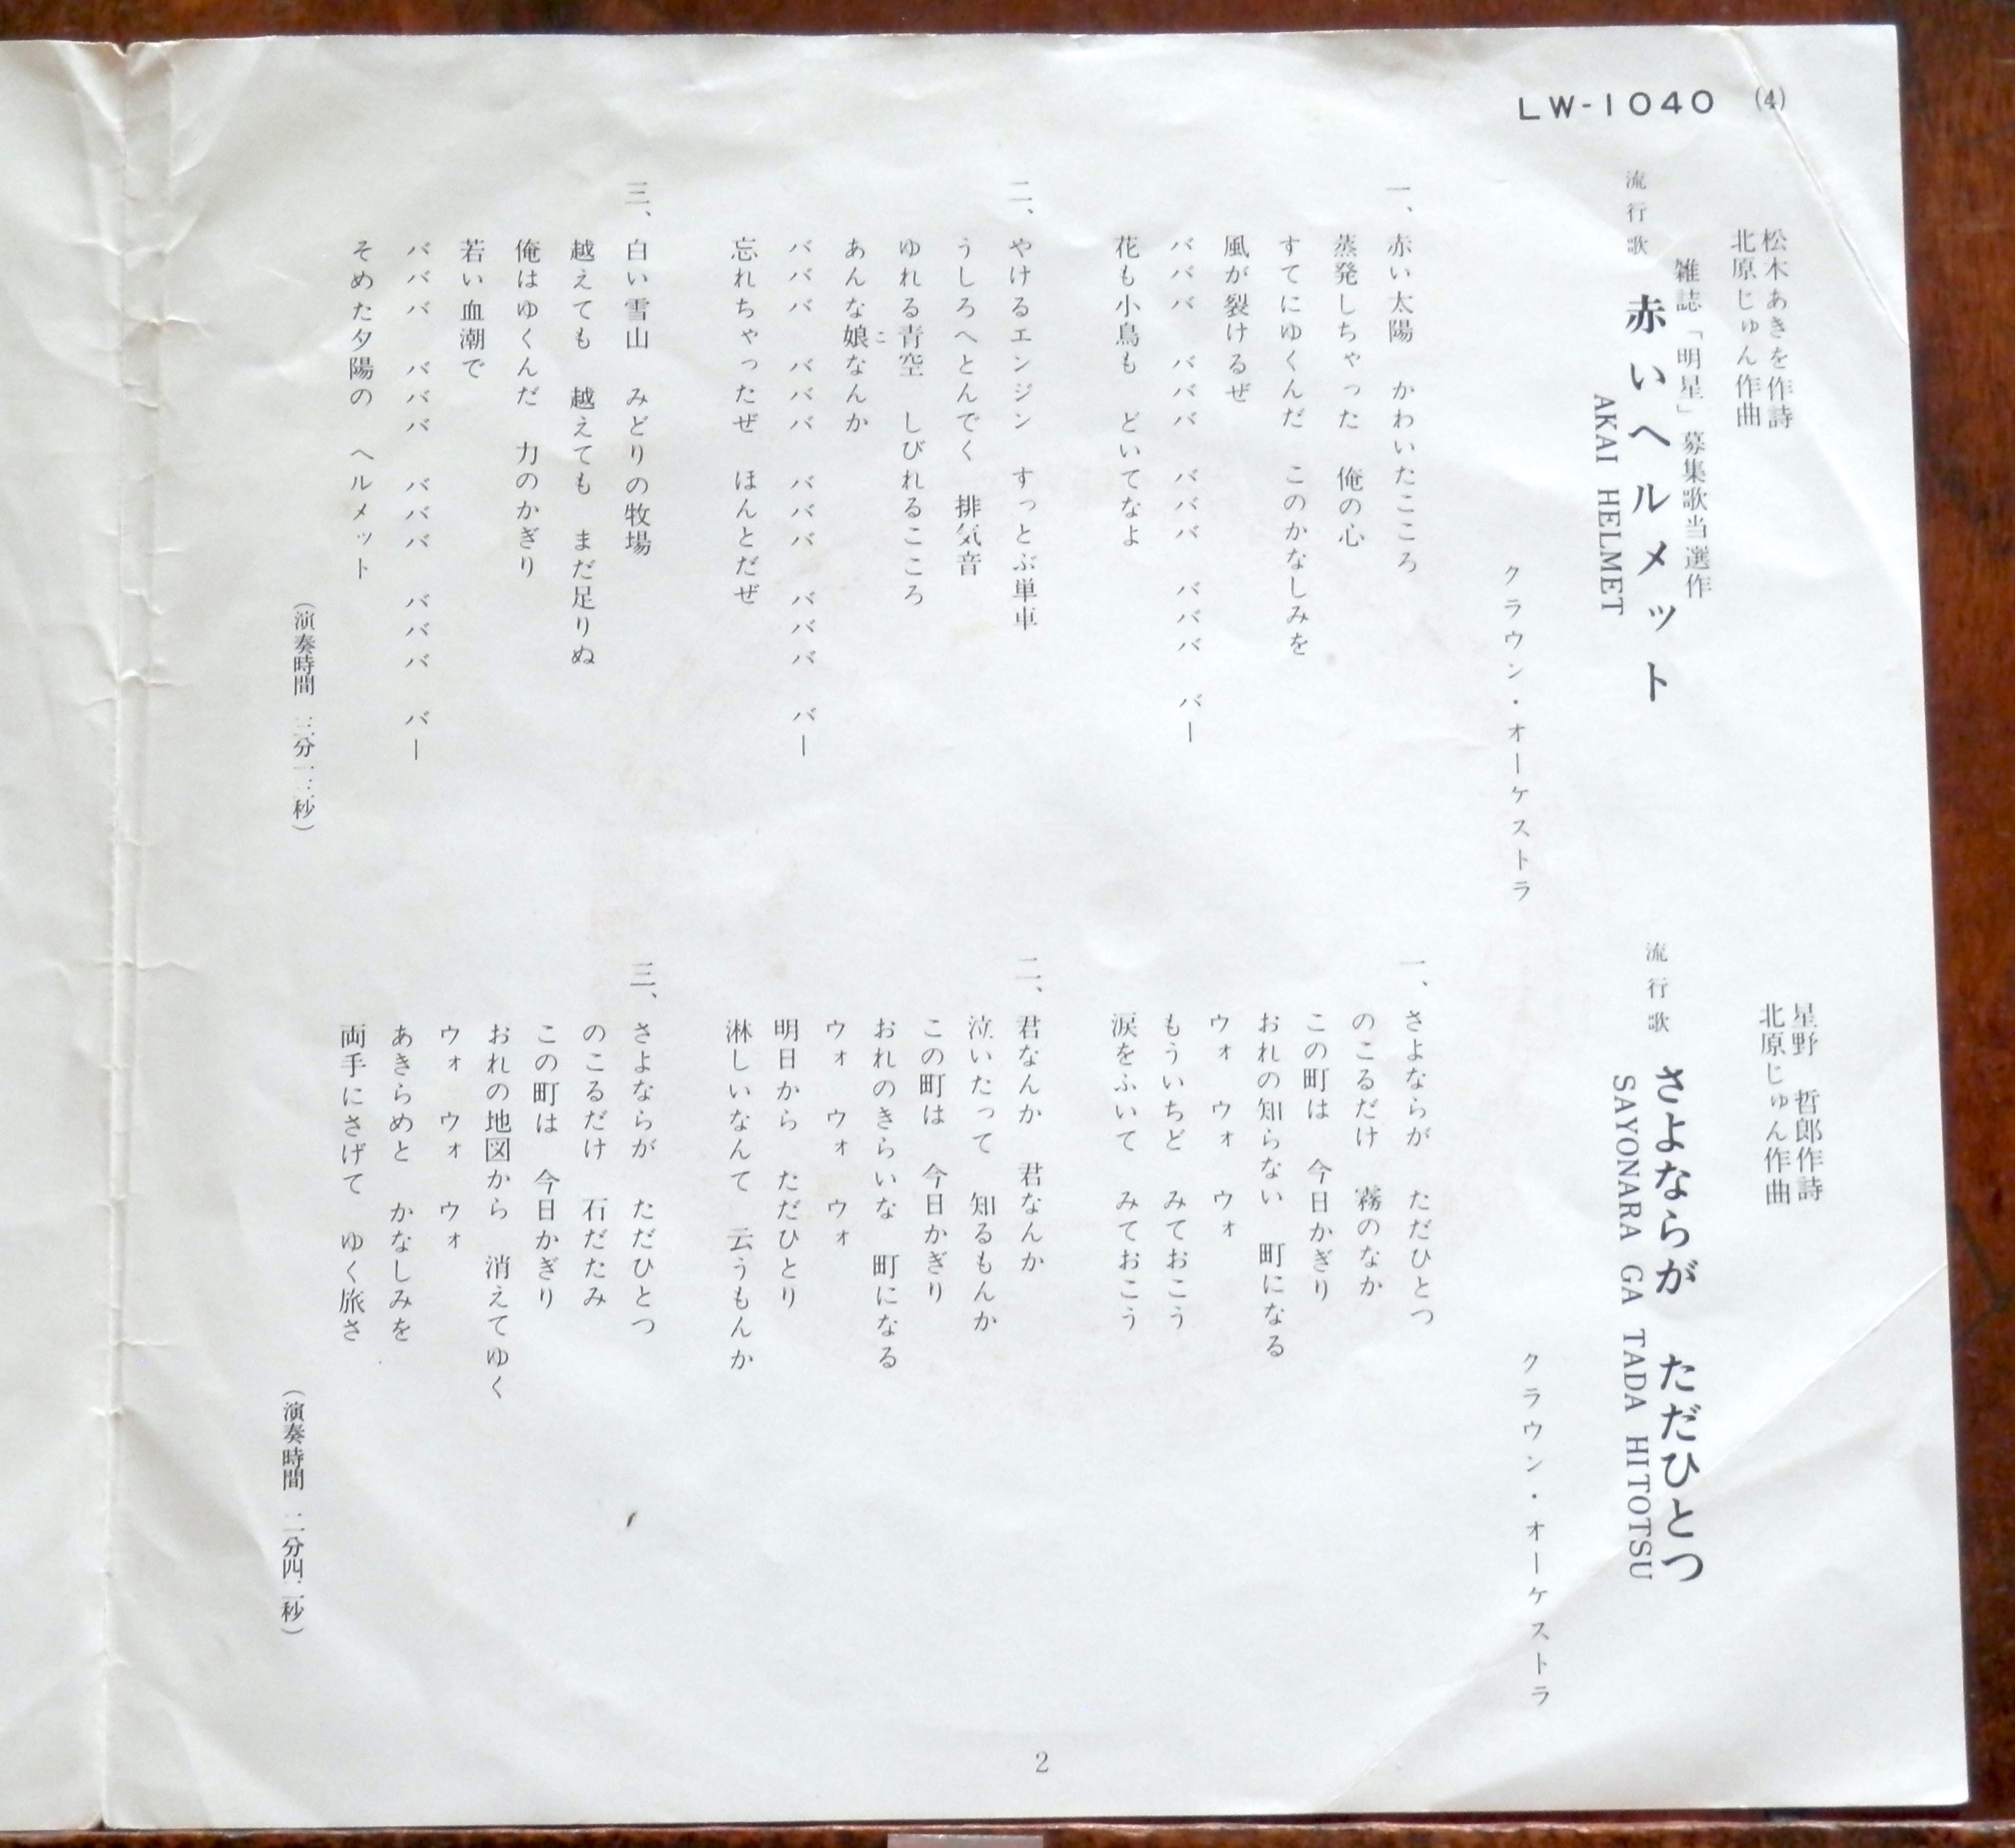 LW-1040 (4)
松木あきを作詩
北原じゅん作曲
雑誌「明星」募集歌当選作
流行歌 赤いヘルメット
AKAI HELMET
クラウン・オーケストラ
一、赤い太陽 かわいたこころ
蒸発しちゃった 俺の心
すてにゆくんだ このかなしみを
風が裂けるぜ
バババ バババ バババ バババ バー
花も小鳥も どいてなよ
二、やけるエンジン すっとぶ単車
うしろへとんでく 排気音
ゆれる青空 しびれるこころ
あんな娘なんか
こ
バババ バババ バババ バババ バー
忘れちゃったぜ ほんとだぜ
三、白い雪山 みどりの牧場
越えても 越えても まだ足りぬ
俺はゆくんだ 力のかぎり
若い血潮で
バババ バババ バババ バババ バー
そめた夕陽の ヘルメット
(演奏時間 三分 秒)
星野 哲郎作詩
北原じゅん作曲
流行歌 さよならが ただひとつ
SAYONARA GA TADA HITOTSU
クラウン・オーケストラ
一、さよならが ただひとつ
のこるだけ 霧のなか
この町は 今日かぎり
おれの知らない 町になる
ウォ ウォ ウォ
もういちど みておこう
涙をふいて みておこう
二、君なんか 君なんか
泣いたって 知るもんか
この町は 今日かぎり
おれのきらいな 町になる
ウォ ウォ ウォ
明日から ただひとり
淋しいなんて 云うもんか
三、さよならが ただひとつ
のこるだけ 石だたみ
この町は 今日かぎり
おれの地図から 消えてゆく
ウォ ウォ ウォ
あきらめと かなしみを
両手にさげて ゆく旅さ
(演奏時間 二分四二秒)
2